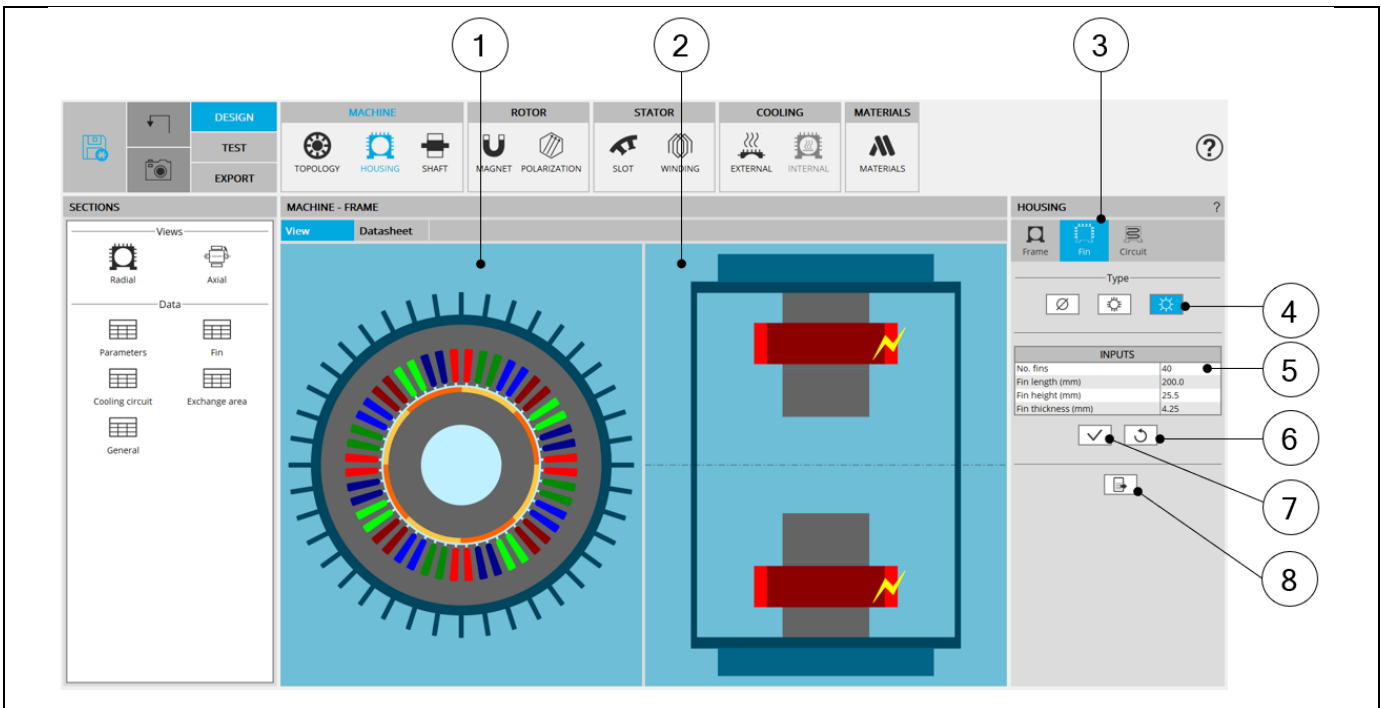 1
2
3
DESIGN
TEST
EXPORT
MACHINE
TOPOLOGY
HOUSING
SHAFT
ROTOR
MAGNET
POLARIZATION
STATOR
SLOT
WINDING
COOLING
EXTERNAL
INTERNAL
MATERIALS
MATERIALS
?
SECTIONS
Views
Radial
Axial
Data
Parameters
Fin
Cooling circuit
Exchange area
General
MACHINE - FRAME
View
Datasheet
HOUSING
?
Frame
Fin
Circuit
Type
4
INPUTS
No. fins 40
Fin length (mm) 200.0
Fin height (mm) 25.5
Fin thickness (mm) 4.25
5
6
7
8